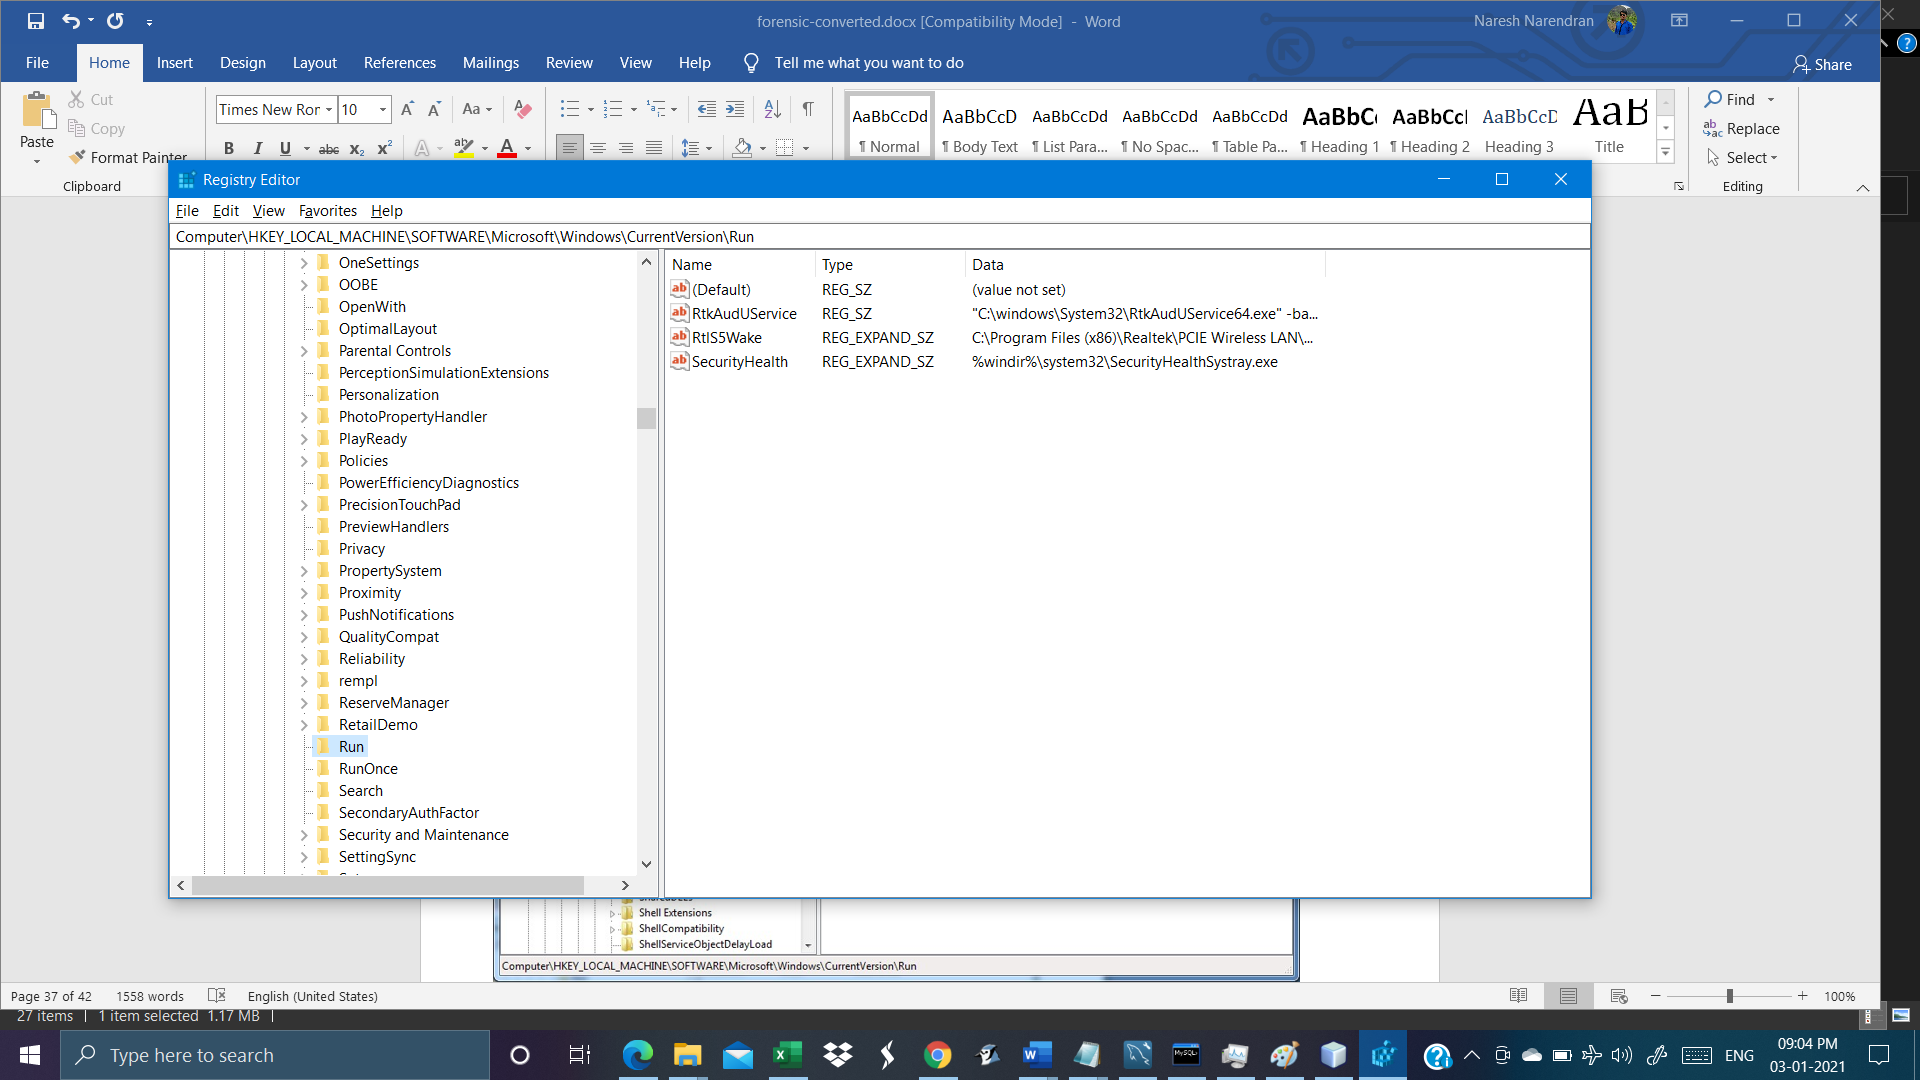 forensic-converted.docx [Compatibility Mode] - Word
Naresh Narendran
File Home Insert Design Layout References Mailings Review View Help Tell me what you want to do
Share
Paste
Cut
Copy
Format Painter
Clipboard
Times New Ror 10
Aa
B I U abc x₂ x²
AaBbCcDd AaBbCcD AaBbCcDd AaBbCcDd AaBbCcDd AaBbC AaBbCcI AaBbCcD AaB
¶ Normal ¶ Body Text ¶ List Para... ¶ No Spac... ¶ Table Pa... ¶ Heading 1 ¶ Heading 2 Heading 3 Title
Find
Replace
Select
Editing
Registry Editor
File Edit View Favorites Help
Computer\HKEY_LOCAL_MACHINE\SOFTWARE\Microsoft\Windows\CurrentVersion\Run
OneSettings
OOBE
OpenWith
OptimalLayout
Parental Controls
PerceptionSimulationExtensions
Personalization
PhotoPropertyHandler
PlayReady
Policies
PowerEfficiencyDiagnostics
PrecisionTouchPad
PreviewHandlers
Privacy
PropertySystem
Proximity
PushNotifications
QualityCompat
Reliability
rempl
ReserveManager
RetailDemo
Run
RunOnce
Search
SecondaryAuthFactor
Security and Maintenance
SettingSync
Name Type Data
(Default) REG_SZ (value not set)
RtkAudUService REG_SZ "C:\windows\System32\RtkAudUService64.exe" -ba...
RtlS5Wake REG_EXPAND_SZ C:\Program Files (x86)\Realtek\PCIE Wireless LAN\...
SecurityHealth REG_EXPAND_SZ %windir%\system32\SecurityHealthSystray.exe
Shell Extensions
ShellCompatibility
ShellServiceObjectDelayLoad
Computer\HKEY_LOCAL_MACHINE\SOFTWARE\Microsoft\Windows\CurrentVersion\Run
Page 37 of 42 1558 words English (United States)
100%
27 items 1 item selected 1.17 MB
Type here to search
MySQL
ENG
09:04 PM
03-01-2021